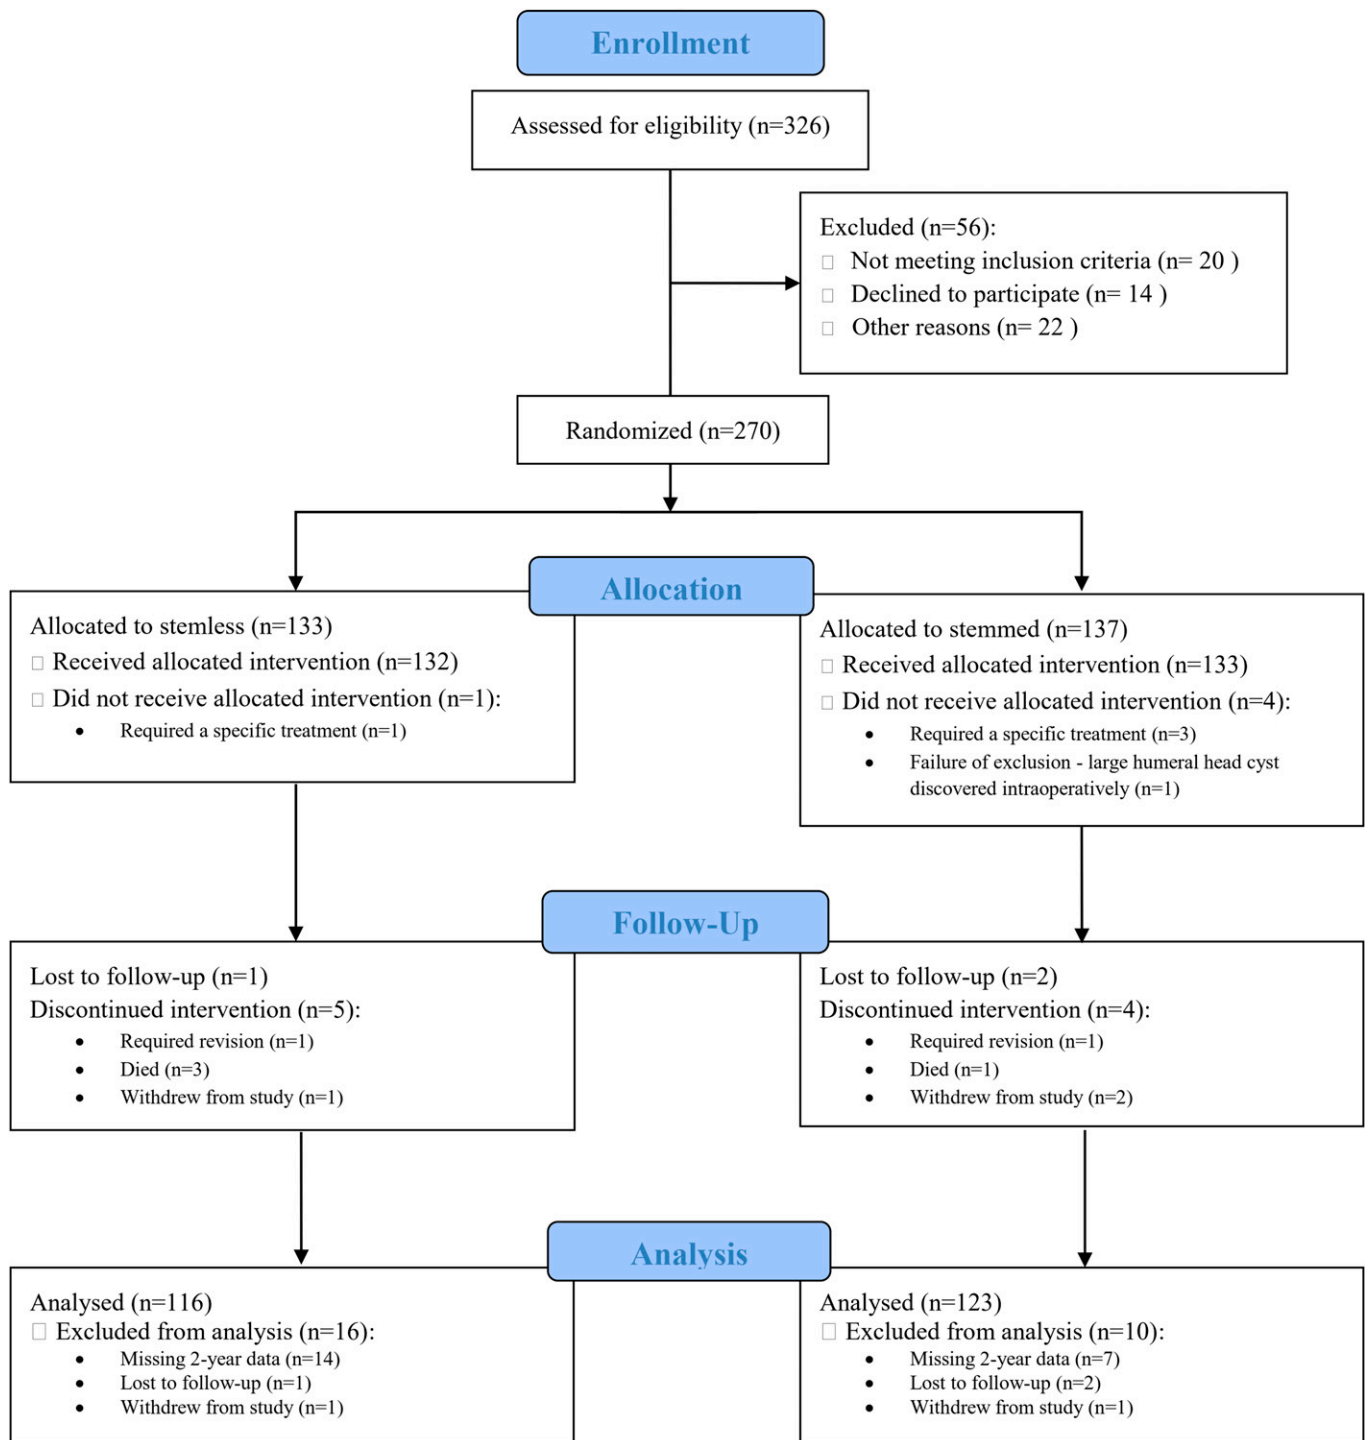 Enrollment
Assessed for eligibility (n=326)
Excluded (n=56):
Not meeting inclusion criteria (n= 20 )
Declined to participate (n= 14 )
Other reasons (n= 22 )
Randomized (n=270)
Allocation
Allocated to stemless (n=133)
Received allocated intervention (n=132)
Did not receive allocated intervention (n=1):
• Required a specific treatment (n=1)
Allocated to stemmed (n=137)
Received allocated intervention (n=133)
Did not receive allocated intervention (n=4):
• Required a specific treatment (n=3)
• Failure of exclusion - large humeral head cyst
discovered intraoperatively (n=1)
Follow-Up
Lost to follow-up (n=1)
Discontinued intervention (n=5):
• Required revision (n=1)
• Died (n=3)
• Withdrew from study (n=1)
Lost to follow-up (n=2)
Discontinued intervention (n=4):
• Required revision (n=1)
• Died (n=1)
• Withdrew from study (n=2)
Analysis
Analysed (n=116)
Excluded from analysis (n=16):
• Missing 2-year data (n=14)
• Lost to follow-up (n=1)
• Withdrew from study (n=1)
Analysed (n=123)
Excluded from analysis (n=10):
• Missing 2-year data (n=7)
• Lost to follow-up (n=2)
• Withdrew from study (n=1)